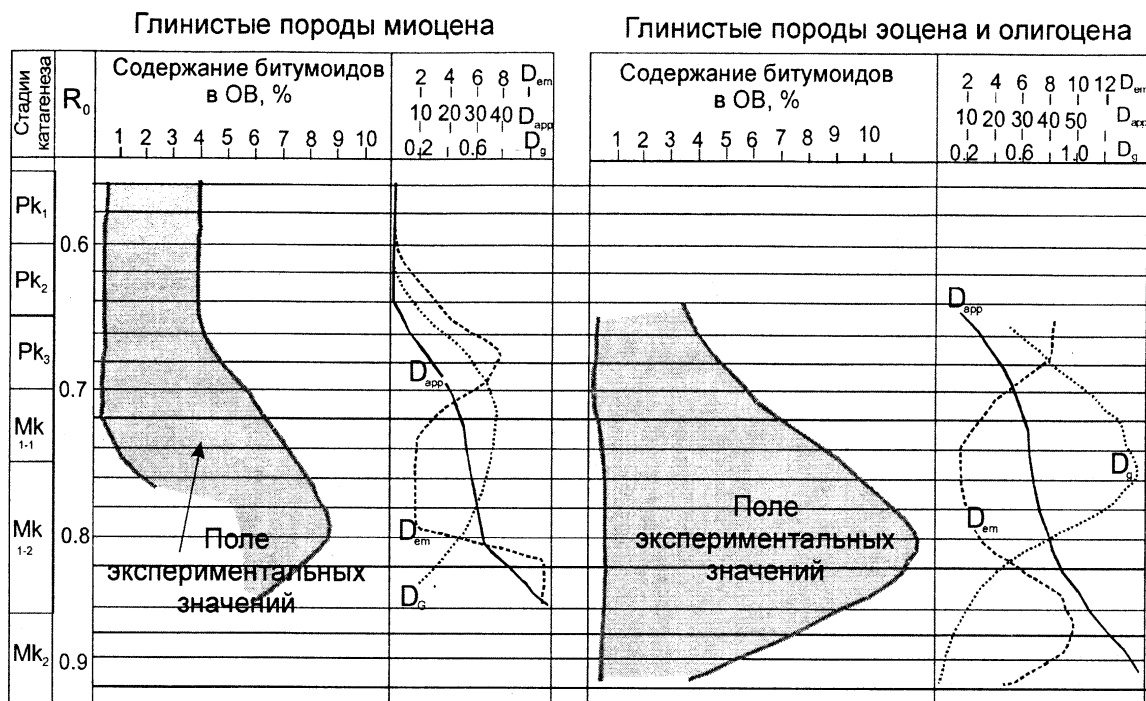 Глинистые породы миоцена
Глинистые породы эоцена и олигоцена
Стадии
катагенеза
R₀
Содержание битумоидов
в ОВ, %
1 2 3 4 5 6 7 8 9 10
2 4 6 8 Dem
10 20 30 40 Dapp
0.2 0.6 Dg
Содержание битумоидов
в ОВ, %
1 2 3 4 5 6 7 8 9 10
2 4 6 8 10 12 Dem
10 20 30 40 50 Dapp
0.2 0.6 1.0 Dg
Pk₁
0.6
Pk₂
Dapp
Pk₃
Dapp
0.7
Mk
1-1
Dg
Mk
1-2
0.8
Поле
экспериментальных
значений
Dem
DG
Поле
экспериментальных
значений
Dem
Mk₂
0.9